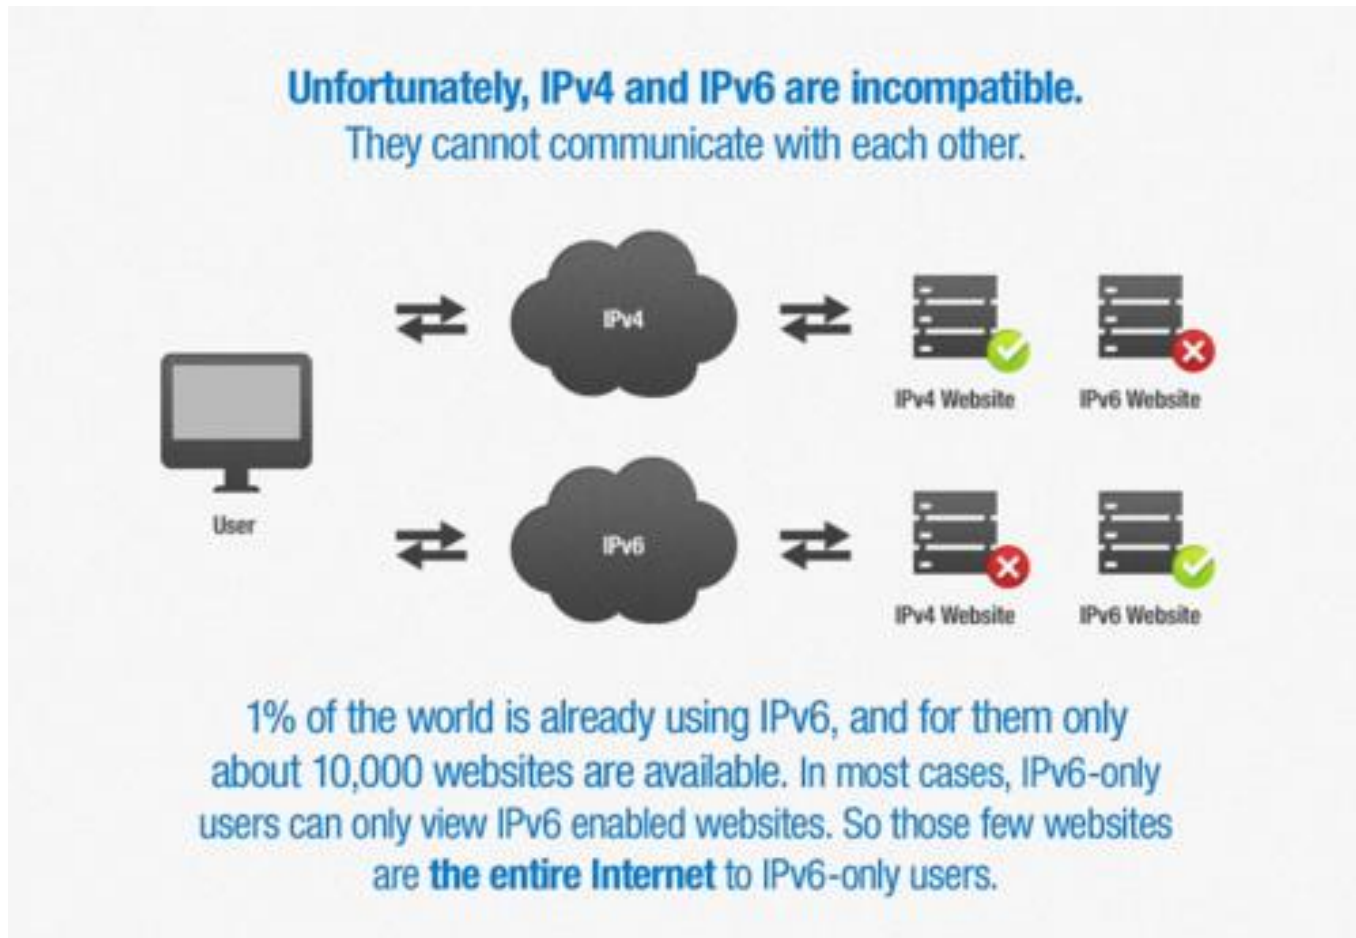 Unfortunately, IPv4 and IPv6 are incompatible.
They cannot communicate with each other.
IPv4
IPv4 Website
IPv6 Website
User
IPv6
IPv4 Website
IPv6 Website
1% of the world is already using IPv6, and for them only
about 10,000 websites are available. In most cases, IPv6-only
users can only view IPv6 enabled websites. So those few websites
are the entire Internet to IPv6-only users.